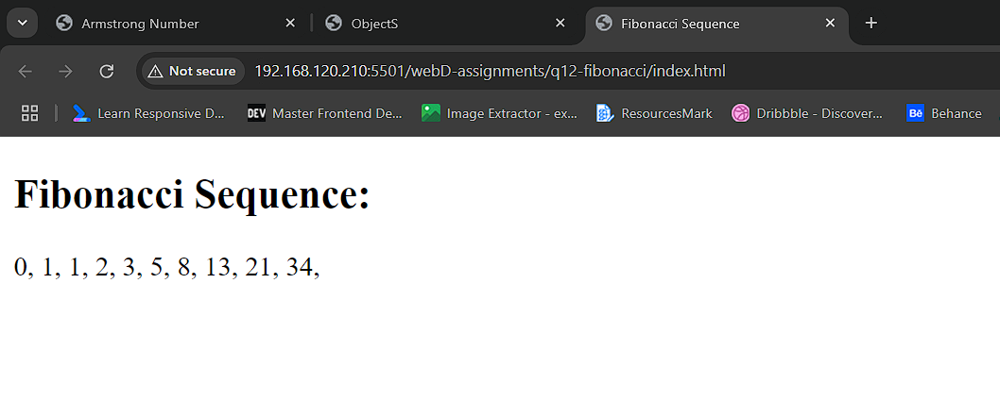 Armstrong Number ObjectS Fibonacci Sequence
Not secure 192.168.120.210:5501/webD-assignments/q12-fibonacci/index.html
Learn Responsive D... DEV Master Frontend De... Image Extractor - ex... ResourcesMark Dribbble - Discover... Bē Behance
Fibonacci Sequence:
0, 1, 1, 2, 3, 5, 8, 13, 21, 34,